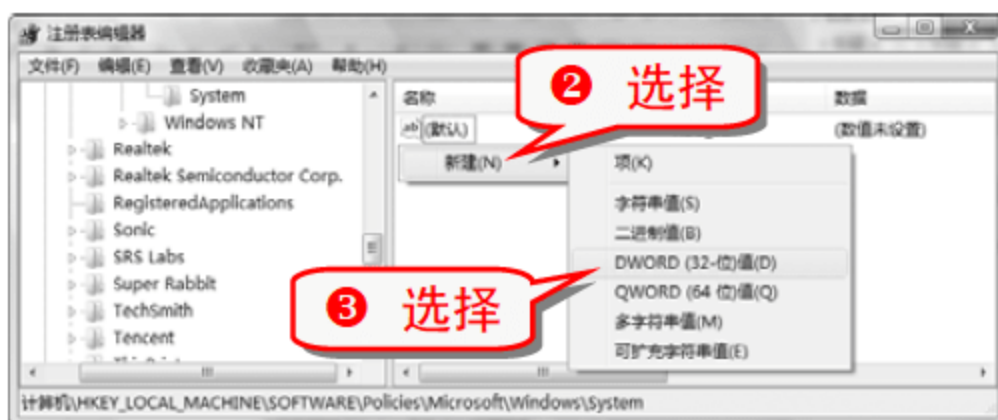 注册表编辑器
文件(F) 编辑(E) 查看(V) 收藏夹(A) 帮助(H)
System
Windows NT
Realtek
Realtek Semiconductor Corp.
RegisteredApplications
Sonic
SRS Labs
Super Rabbit
TechSmith
Tencent
名称
数据
ab (默认)
(数值未设置)
❷ 选择
新建(N)
项(K)
字符串值(S)
二进制值(B)
DWORD (32-位)值(D)
QWORD (64 位)值(Q)
多字符串值(M)
可扩充字符串值(E)
❸ 选择
计算机\HKEY_LOCAL_MACHINE\SOFTWARE\Policies\Microsoft\Windows\System